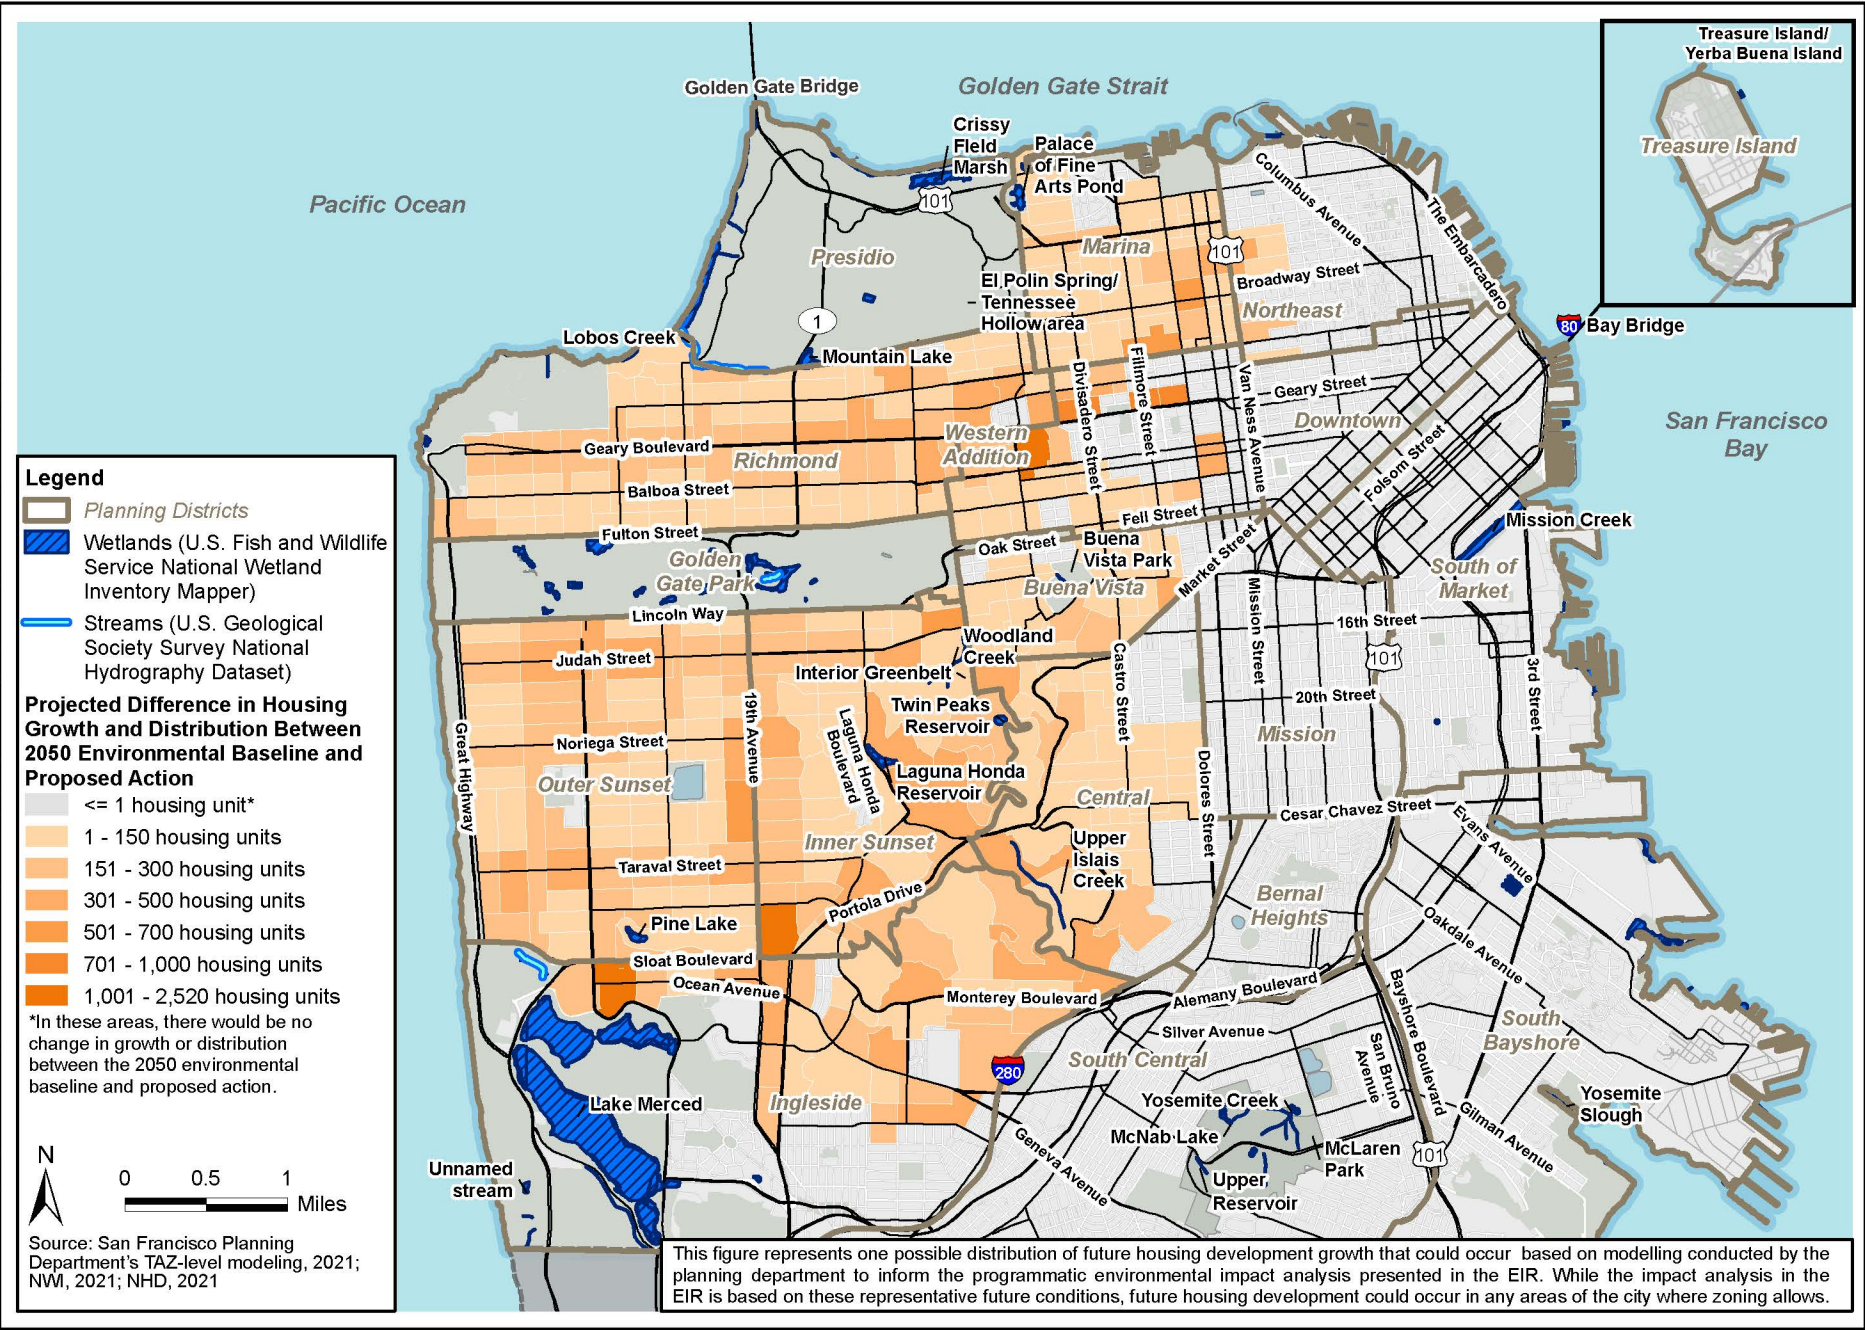 Golden Gate Bridge
Golden Gate Strait
Treasure Island/
Yerba Buena Island
Treasure Island
Pacific Ocean
Crissy
FIeld
Marsh
Palace
of Fine
Arts Pond
101
Columbus Avenue
The Embarcadero
Presidio
Marina
101
Broadway Street
El Polin Spring/
Tennessee
Hollow area
Northeast
1
Lobos Creek
Mountain Lake
80
Bay Bridge
Divisadero Street
Fillmore Street
Van Ness Avenue
Geary Street
Downtown
San Francisco
Bay
Geary Boulevard
Richmond
Western
Addition
Folsom Street
Balboa Street
Fulton Street
Fell Street
Mission Creek
Oak Street
Buena
Vista Park
Market Street
Golden
Gate Park
Buena Vista
South of
Market
Lincoln Way
Mission Street
16th Street
Judah Street
Woodland
Creek
Interior Greenbelt
Castro Street
101
3rd Street
20th Street
Twin Peaks
Reservoir
19th Avenue
Laguna Honda
Boulevard
Great Highway
Noriega Street
Mission
Outer Sunset
Laguna Honda
Reservoir
Central
Dolores Street
Cesar Chavez Street
Evans Avenue
Inner Sunset
Upper
Islais
Creek
Taraval Street
Portola Drive
Bernal
Heights
Pine Lake
Oakdale Avenue
Sloat Boulevard
Ocean Avenue
Monterey Boulevard
Alemany Boulevard
Bayshore Boulevard
Silver Avenue
South
Bayshore
280
South Central
San Bruno
Avenue
Lake Merced
Ingleside
Yosemite Creek
Yosemite
Slough
McNab Lake
McLaren
Park
Gilman Avenue
Geneva Avenue
101
Upper
Reservoir
Unnamed
stream
Legend
Planning Districts
Wetlands (U.S. Fish and Wildlife
Service National Wetland
Inventory Mapper)
Streams (U.S. Geological
Society Survey National
Hydrography Dataset)
Projected Difference in Housing
Growth and Distribution Between
2050 Environmental Baseline and
Proposed Action
<= 1 housing unit*
1 - 150 housing units
151 - 300 housing units
301 - 500 housing units
501 - 700 housing units
701 - 1,000 housing units
1,001 - 2,520 housing units
*In these areas, there would be no
change in growth or distribution
between the 2050 environmental
baseline and proposed action.
N
0 0.5 1
Miles
Source: San Francisco Planning
Department's TAZ-level modeling, 2021;
NWI, 2021; NHD, 2021
This figure represents one possible distribution of future housing development growth that could occur based on modelling conducted by the
planning department to inform the programmatic environmental impact analysis presented in the EIR. While the impact analysis in the
EIR is based on these representative future conditions, future housing development could occur in any areas of the city where zoning allows.